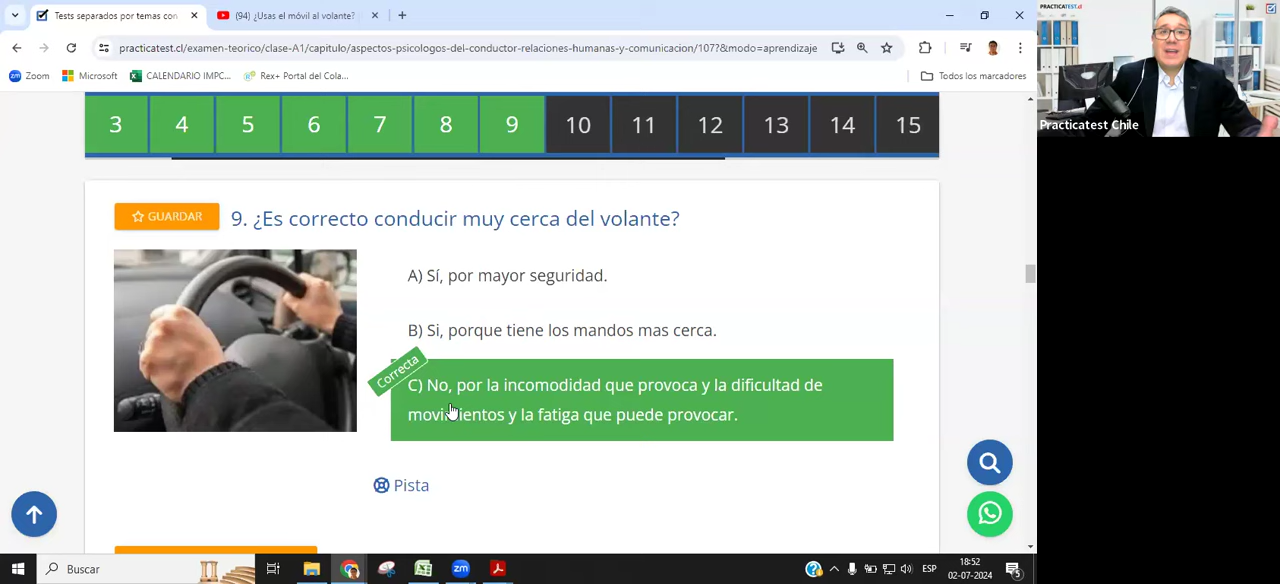 Tests separados por temas con
(94) ¿Usas el móvil al volante?
practicatest.cl/examen-teorico/clase-A1/capitulo/aspectos-psicologos-del-conductor-relaciones-humanas-y-comunicacion/107?&modo=aprendizaje
Zoom
Microsoft
CALENDARIO IMPC...
Rex+ Portal del Cola...
Todos los marcadores
PRACTICATEST.cl
Practicatest Chile
3 4 5 6 7 8 9 10 11 12 13 14 15
GUARDAR
9. ¿Es correcto conducir muy cerca del volante?
A) Sí, por mayor seguridad.
B) Si, porque tiene los mandos mas cerca.
Correcta
C) No, por la incomodidad que provoca y la dificultad de
movimientos y la fatiga que puede provocar.
Pista
Buscar
ESP
18:52
02-07-2024
5